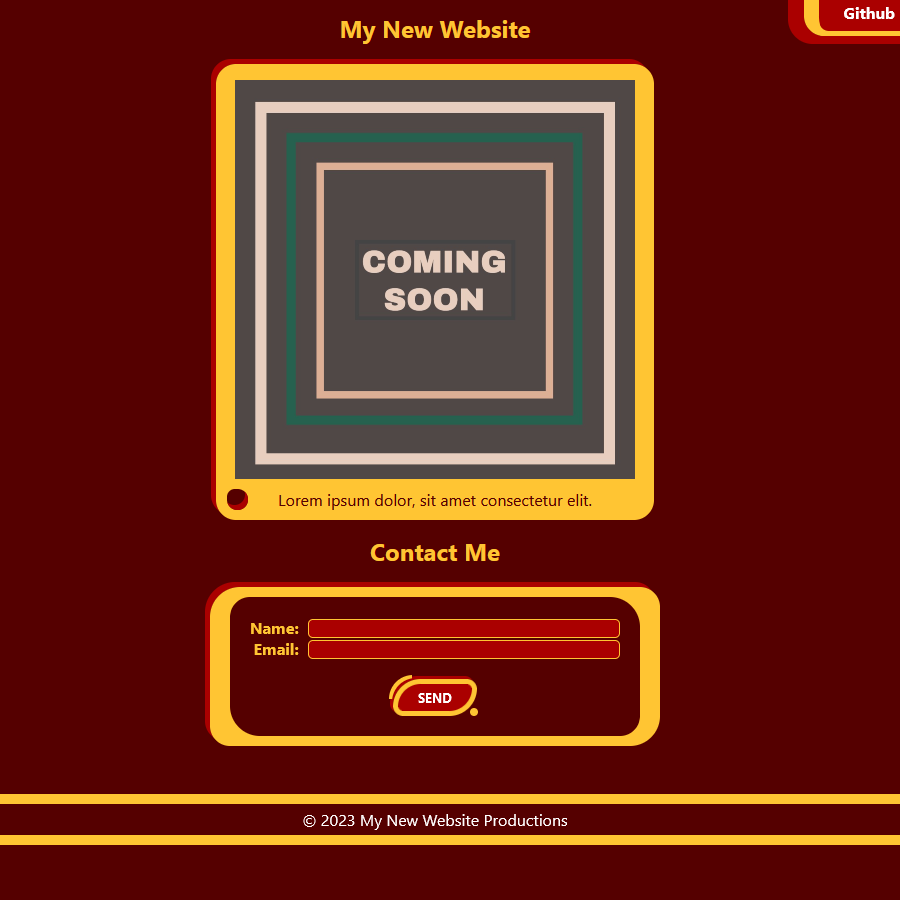 Github
My New Website
COMING
SOON
Lorem ipsum dolor, sit amet consectetur elit.
Contact Me
Name:
Email:
SEND
© 2023 My New Website Productions